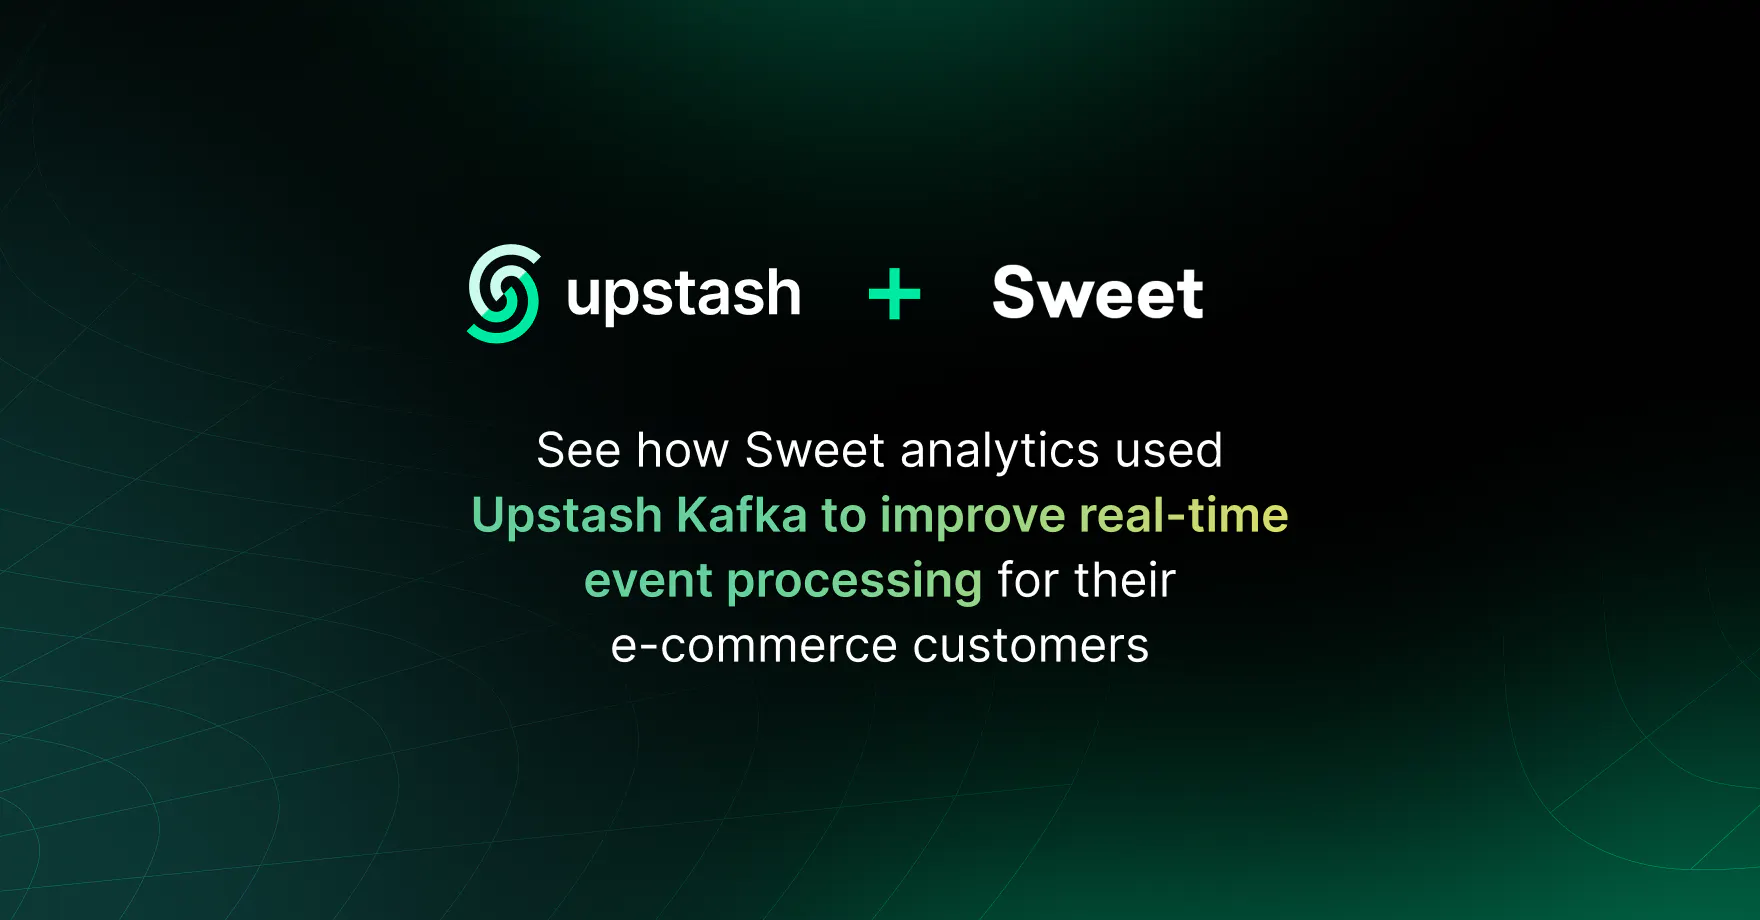 upstash + Sweet
See how Sweet analytics used
Upstash Kafka to improve real-time
event processing for their
e-commerce customers